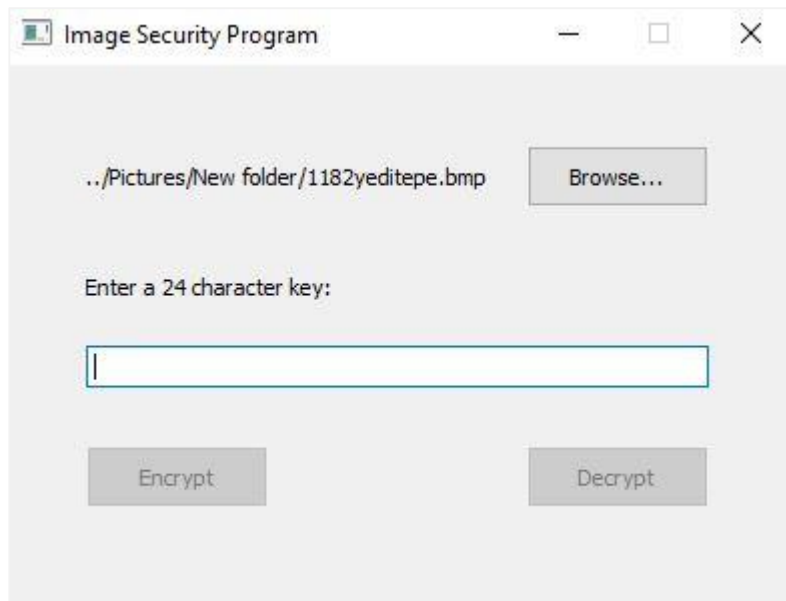 Image Security Program
../Pictures/New folder/1182yeditepe.bmp Browse...
Enter a 24 character key:
Encrypt Decrypt